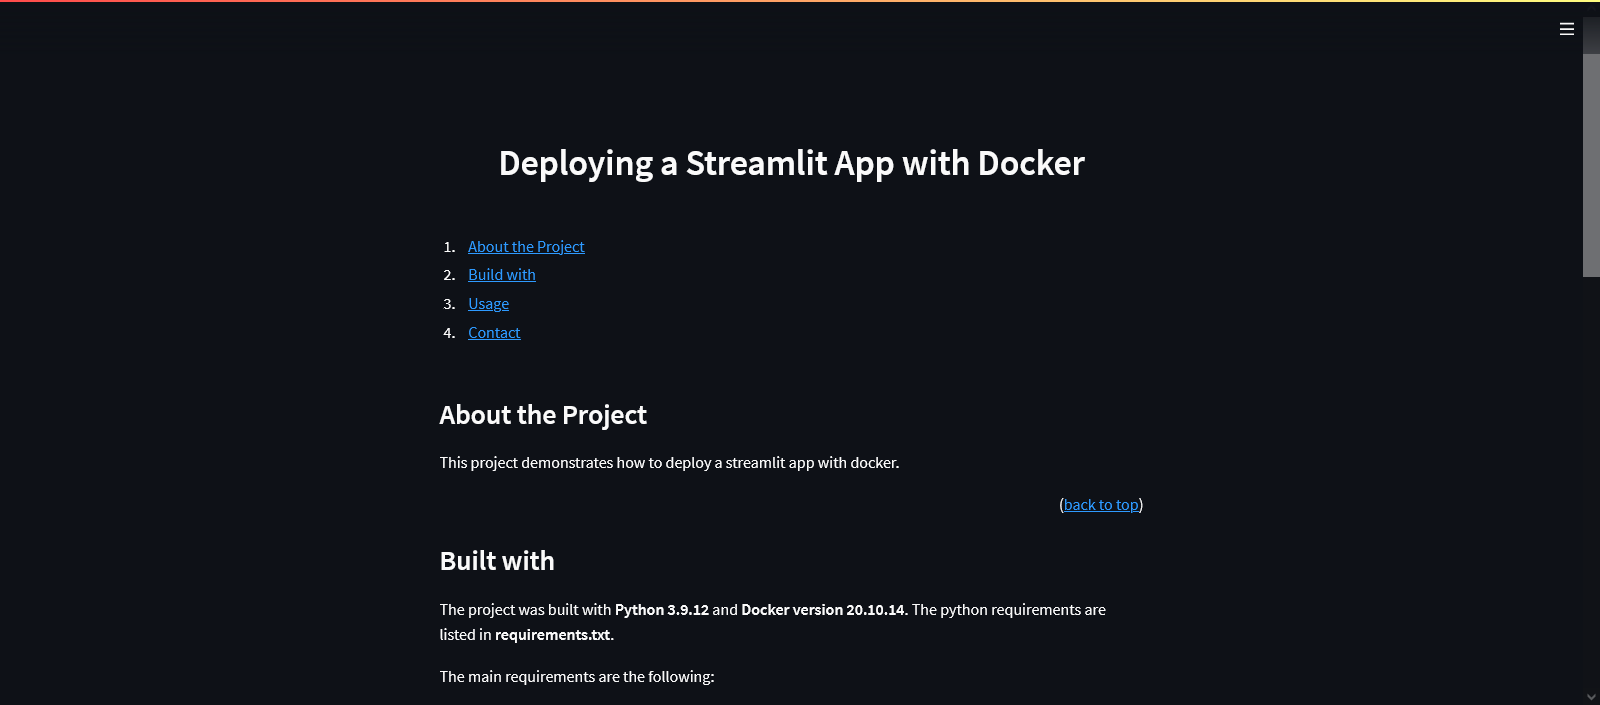 Deploying a Streamlit App with Docker
1. About the Project
2. Build with
3. Usage
4. Contact
About the Project
This project demonstrates how to deploy a streamlit app with docker.
(back to top)
Built with
The project was built with Python 3.9.12 and Docker version 20.10.14. The python requirements are
listed in requirements.txt.
The main requirements are the following: